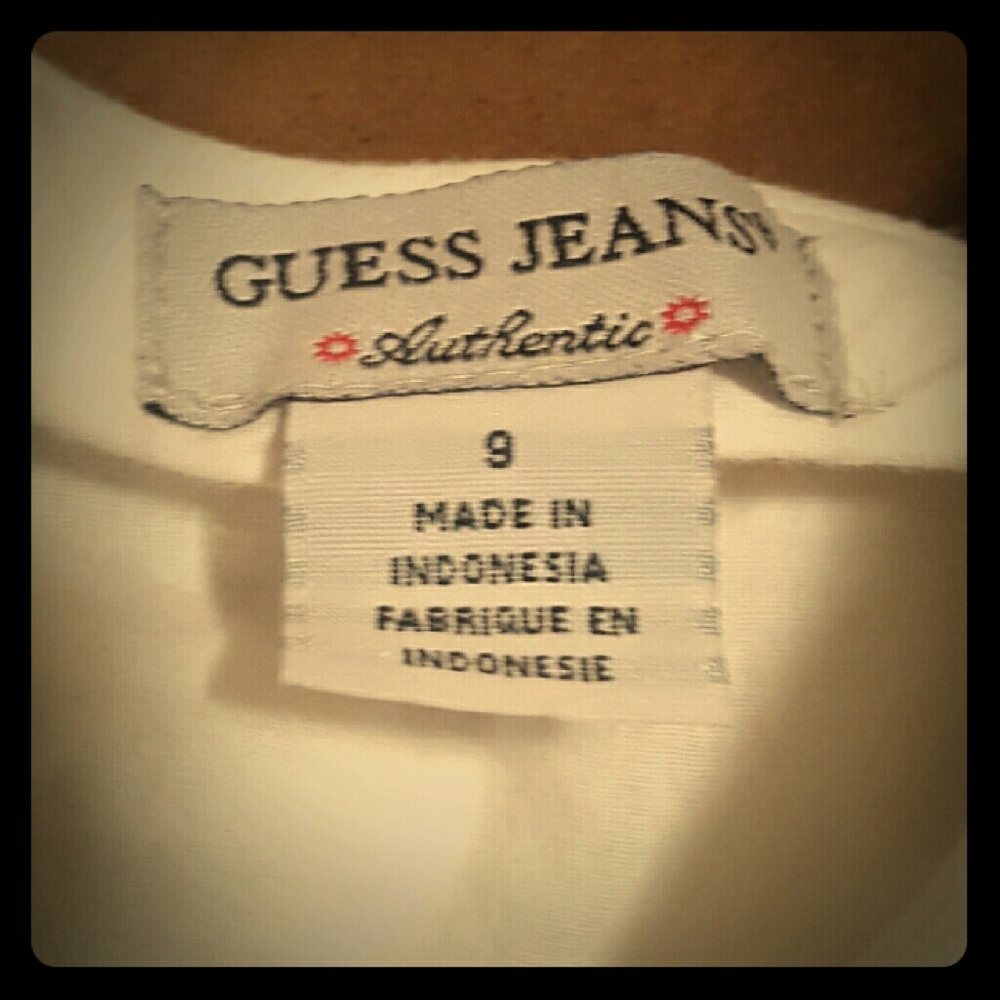 GUESS JEANS
Authentic
9
MADE IN
INDONESIA
FABRIQUE EN
INDONESIE